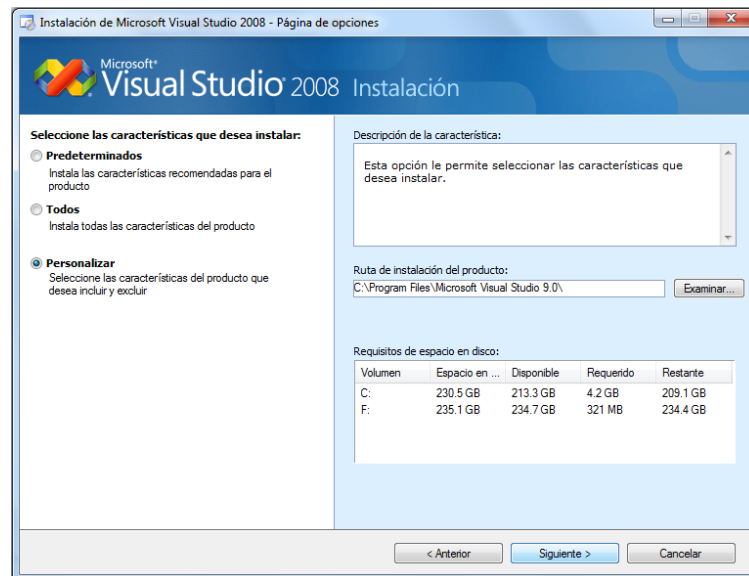 Instalación de Microsoft Visual Studio 2008 - Página de opciones
Microsoft®
Visual Studio® 2008 Instalación
Seleccione las características que desea instalar:
Predeterminados
Instala las características recomendadas para el
producto
Todos
Instala todas las características del producto
Personalizar
Seleccione las características del producto que
desea incluir y excluir
Descripción de la característica:
Esta opción le permite seleccionar las características que
desea instalar.
Ruta de instalación del producto:
C:\Program Files\Microsoft Visual Studio 9.0\ Examinar...
Requisitos de espacio en disco:
Volumen Espacio en ... Disponible Requerido Restante
C: 230.5 GB 213.3 GB 4.2 GB 209.1 GB
F: 235.1 GB 234.7 GB 321 MB 234.4 GB
< Anterior Siguiente > Cancelar